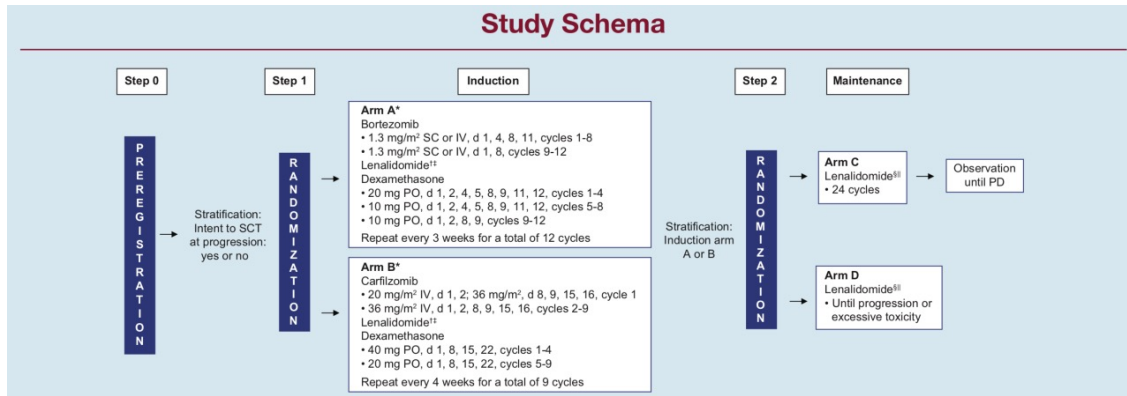 Study Schema
Step 0
Step 1
Induction
Step 2
Maintenance
PREREGISTRATION
Stratification:
Intent to SCT
at progression:
yes or no
RANDOMIZATION
Arm A*
Bortezomib
• 1.3 mg/m² SC or IV, d 1, 4, 8, 11, cycles 1-8
• 1.3 mg/m² SC or IV, d 1, 8, cycles 9-12
Lenalidomide†‡
Dexamethasone
• 20 mg PO, d 1, 2, 4, 5, 8, 9, 11, 12, cycles 1-4
• 10 mg PO, d 1, 2, 4, 5, 8, 9, 11, 12, cycles 5-8
• 10 mg PO, d 1, 2, 8, 9, cycles 9-12
Repeat every 3 weeks for a total of 12 cycles
Arm B*
Carfilzomib
• 20 mg/m² IV, d 1, 2; 36 mg/m², d 8, 9, 15, 16, cycle 1
• 36 mg/m² IV, d 1, 2, 8, 9, 15, 16, cycles 2-9
Lenalidomide†‡
Dexamethasone
• 40 mg PO, d 1, 8, 15, 22, cycles 1-4
• 20 mg PO, d 1, 8, 15, 22, cycles 5-9
Repeat every 4 weeks for a total of 9 cycles
Stratification:
Induction arm
A or B
RANDOMIZATION
Arm C
Lenalidomide§||
• 24 cycles
Observation
until PD
Arm D
Lenalidomide§||
• Until progression or
excessive toxicity